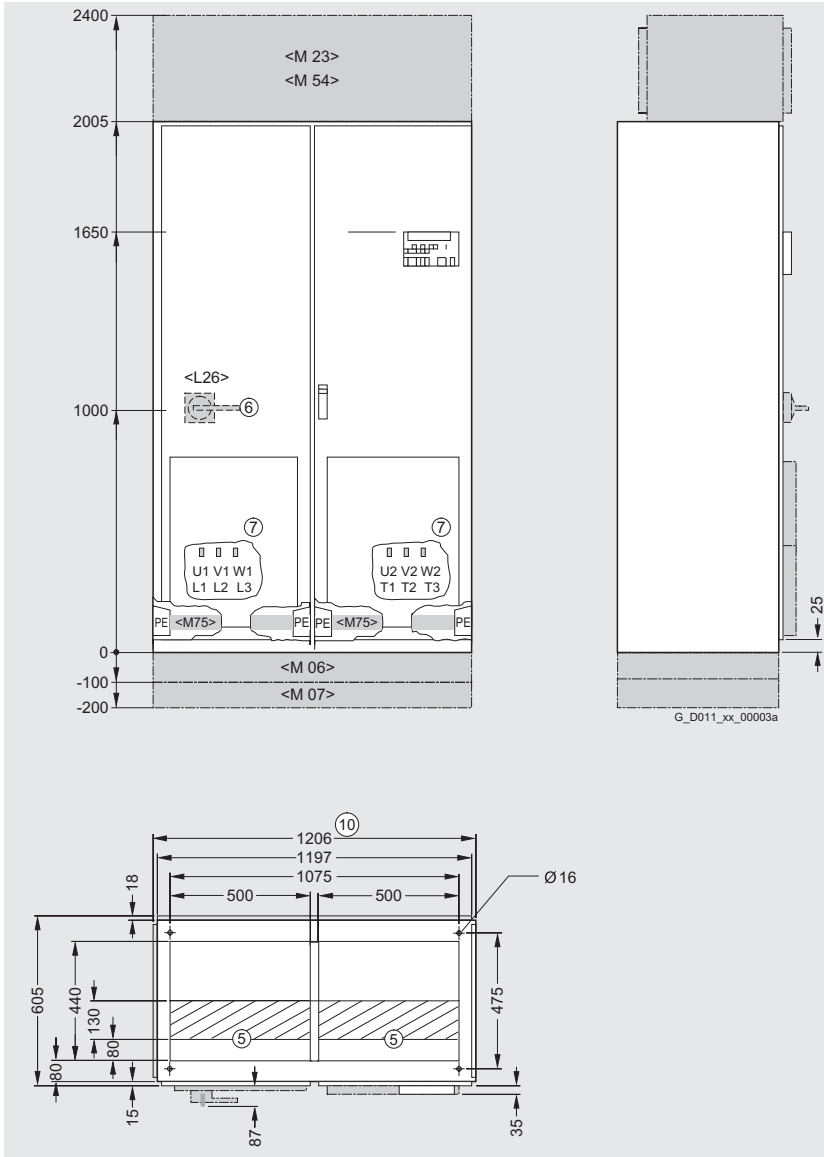 2400
<M 23>
<M 54>
2005
1650
<L26>
6
1000
7
7
U1 V1 W1
L1 L2 L3
U2 V2 W2
T1 T2 T3
PE <M75> PE PE <M75> PE
25
0
<M 06>
-100
<M 07>
-200
G_D011_xx_00003a
10
1206
1197
1075
18
500
500
Ø 16
605
440
130
80
80
475
5
5
15
87
35